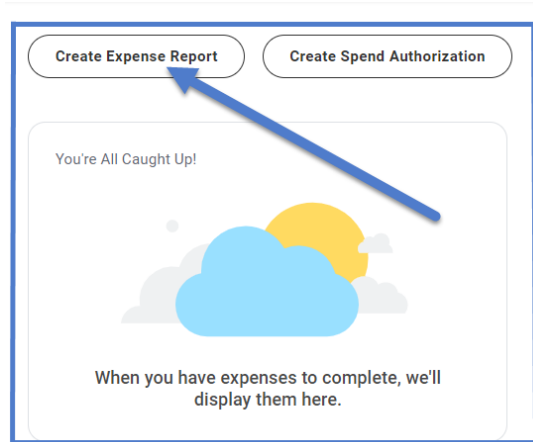 Create Expense Report
Create Spend Authorization
You're All Caught Up!
When you have expenses to complete, we'll
display them here.